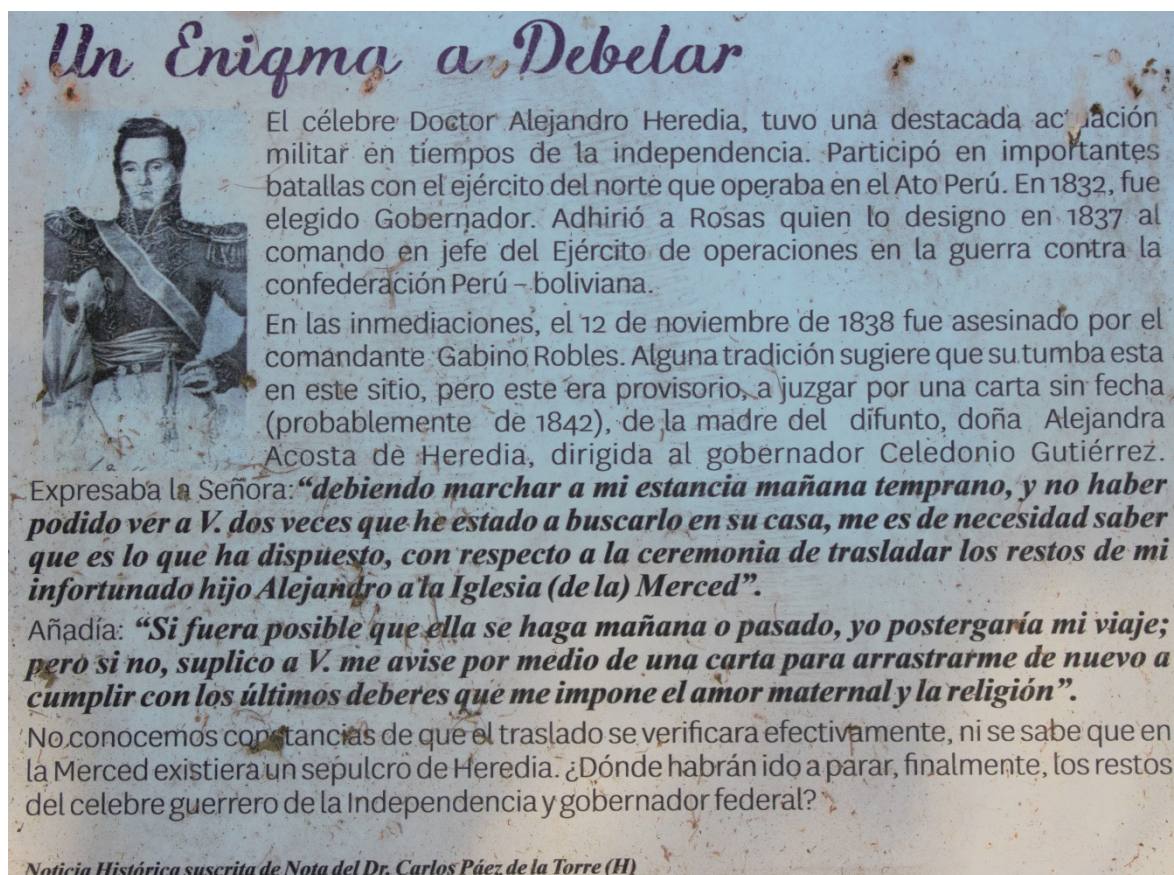 Un Enigma a Debelar
El célebre Doctor Alejandro Heredia, tuvo una destacada actuación
militar en tiempos de la independencia. Participó en importantes
batallas con el ejército del norte que operaba en el Ato Perú. En 1832, fue
elegido Gobernador. Adhirió a Rosas quien lo designo en 1837 al
comando en jefe del Ejército de operaciones en la guerra contra la
confederación Perú – boliviana.
En las inmediaciones, el 12 de noviembre de 1838 fue asesinado por el
comandante Gabino Robles. Alguna tradición sugiere que su tumba esta
en este sitio, pero este era provisorio, a juzgar por una carta sin fecha
(probablemente de 1842), de la madre del difunto, doña Alejandra
Acosta de Heredia, dirigida al gobernador Celedonio Gutiérrez.
Expresaba la Señora: “debiendo marchar a mi estancia mañana temprano, y no haber
podido ver a V. dos veces que he estado a buscarlo en su casa, me es de necesidad saber
que es lo que ha dispuesto, con respecto a la ceremonia de trasladar los restos de mi
infortunado hijo Alejandro a la Iglesia (de la) Merced”.
Añadía: “Si fuera posible que ella se haga mañana o pasado, yo postergaría mi viaje;
pero si no, suplico a V. me avise por medio de una carta para arrastrarme de nuevo a
cumplir con los últimos deberes que me impone el amor maternal y la religión”.
No conocemos constancias de que el traslado se verificara efectivamente, ni se sabe que en
la Merced existiera un sepulcro de Heredia. ¿Dónde habrán ido a parar, finalmente, los restos
del celebre guerrero de la Independencia y gobernador federal?
Noticia Histórica suscrita de Nota del Dr. Carlos Páez de la Torre (H)